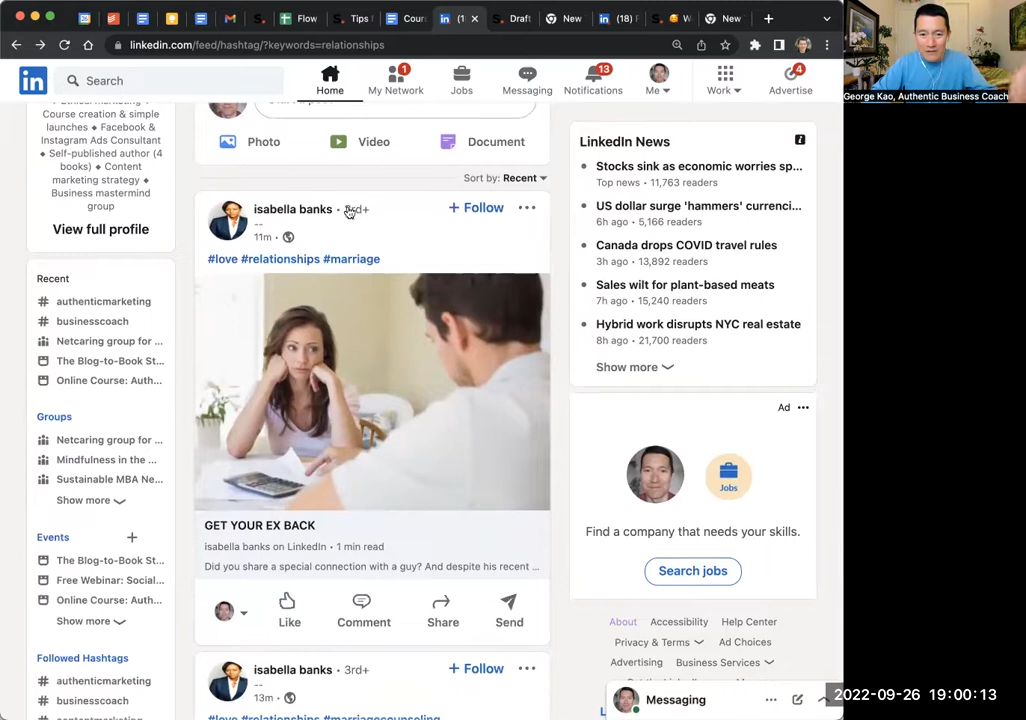 Flow
Tips f
Cour
(1
Draft
New
(18) F
W
New
linkedin.com/feed/hashtag/?keywords=relationships
George Kao, Authentic Business Coach
in
Search
Home
1
My Network
Jobs
Messaging
13
Notifications
Me
Work
4
Advertise
Course creation & simple
launches ◆ Facebook &
Instagram Ads Consultant
◆ Self-published author (4
books) ◆ Content
marketing strategy ◆
Business mastermind
group
View full profile
Recent
# authenticmarketing
# businesscoach
Netcaring group for ...
The Blog-to-Book St...
Online Course: Auth...
Groups
Netcaring group for ...
Mindfulness in the ...
Sustainable MBA Ne...
Show more
Events +
The Blog-to-Book St...
Free Webinar: Social...
Online Course: Auth...
Show more
Followed Hashtags
# authenticmarketing
# businesscoach
Photo
Video
Document
Sort by: Recent
isabella banks • 3rd+
+ Follow
--
11m •
#love #relationships #marriage
GET YOUR EX BACK
isabella banks on LinkedIn • 1 min read
Did you share a special connection with a guy? And despite his recent ...
Like
Comment
Share
Send
isabella banks • 3rd+
+ Follow
--
13m •
#love #relationships #marriagecounseling
LinkedIn News
Stocks sink as economic worries sp...
Top news • 11,763 readers
US dollar surge 'hammers' currenci...
6h ago • 5,166 readers
Canada drops COVID travel rules
3h ago • 13,892 readers
Sales wilt for plant-based meats
7h ago • 15,240 readers
Hybrid work disrupts NYC real estate
8h ago • 21,700 readers
Show more
Ad
Jobs
Find a company that needs your skills.
Search jobs
About
Accessibility
Help Center
Privacy & Terms
Ad Choices
Advertising
Business Services
Messaging
2022-09-26 19:00:13